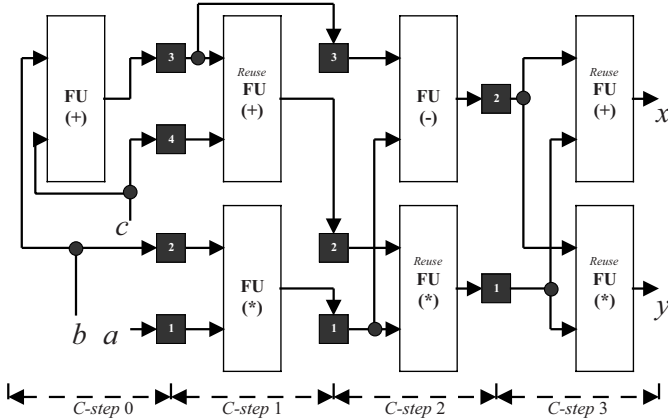 3
3
Reuse
Reuse
FU
(+)
FU
(+)
FU
(-)
2
FU
(+)
x
4
c
2
2
Reuse
Reuse
FU
(*)
FU
(*)
1
FU
(*)
y
b
a
1
1
C-step 0
C-step 1
C-step 2
C-step 3